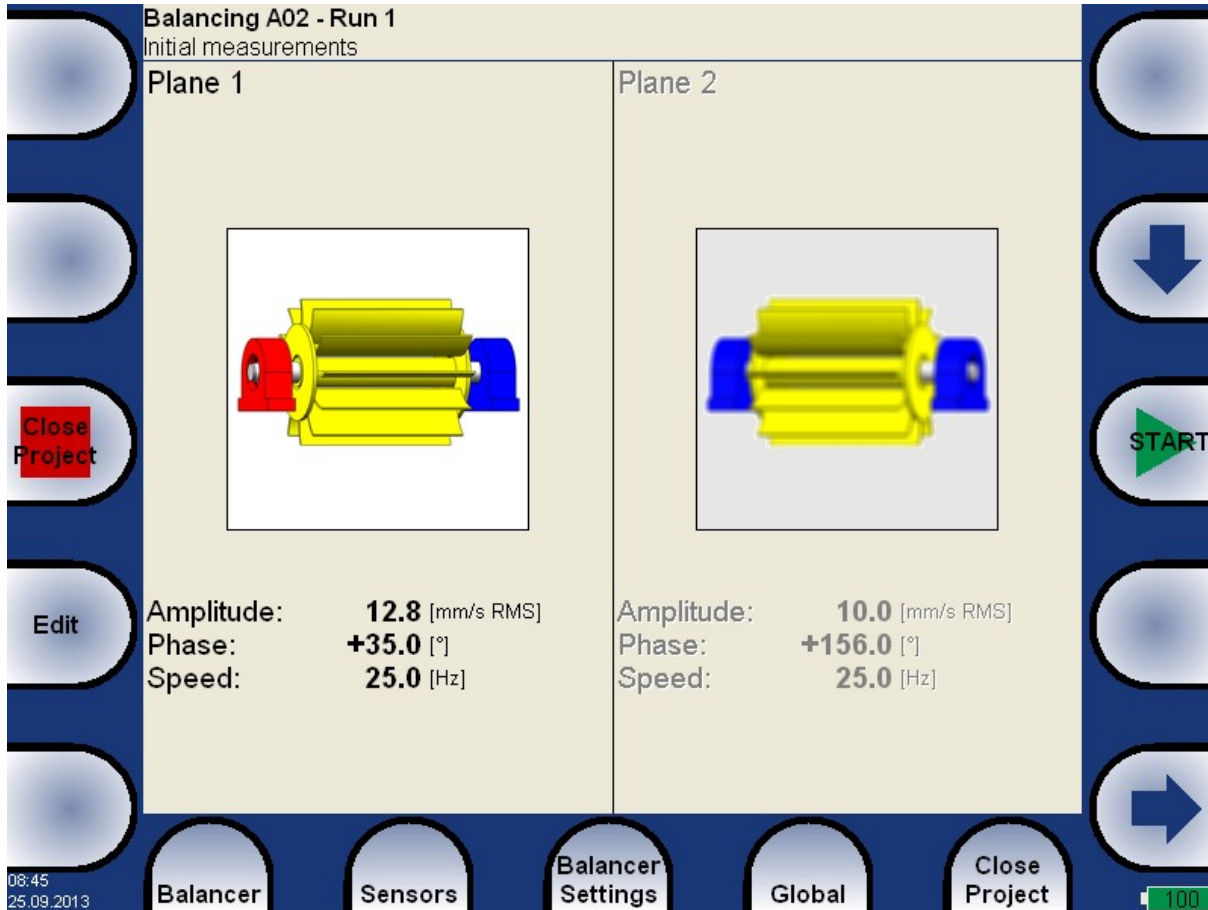 Balancing A02 - Run 1
Initial measurements
Plane 1
Plane 2
Close
Project
START
Edit
Amplitude: 12.8 [mm/s RMS]
Phase: +35.0 [°]
Speed: 25.0 [Hz]
Amplitude: 10.0 [mm/s RMS]
Phase: +156.0 [°]
Speed: 25.0 [Hz]
08:45
25.09.2013
Balancer
Sensors
Balancer
Settings
Global
Close
Project
100